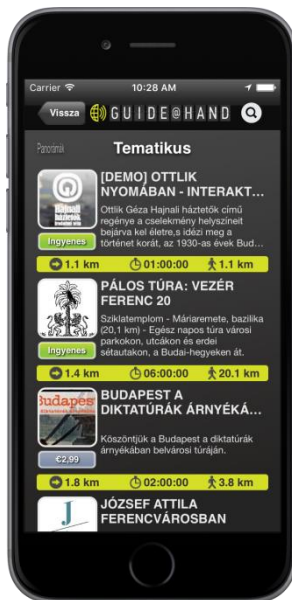 Carrier 10:28 AM
Vissza GUIDE@HAND
Panorámák Tematikus
[DEMO] OTTLIK
NYOMÁBAN - INTERAKT...
Ottlik Géza Hajnali háztetők című
regénye a cselekmény helyszíneit
bejárva kel életre,s idézi meg a
történet korát, az 1930-as évek Bud...
Hajnali
háztetők
Ingyenes
1.1 km 01:00:00 1.1 km
PÁLOS TÚRA: VEZÉR
FERENC 20
Sziklatemplom - Máriaremete, bazilika
(20,1 km) - Egész napos túra városi
parkokon, utcákon és erdei
sétautakon, a Budai-hegyeken át.
Ingyenes
1.4 km 06:00:00 20.1 km
BUDAPEST A
DIKTATÚRÁK ÁRNYÉKÁ...
Köszöntjük a Budapest a diktatúrák
árnyékában belvárosi túráján.
Budapes
€2,99
1.8 km 02:00:00 3.8 km
JÓZSEF ATTILA
FERENCVÁROSBAN
J